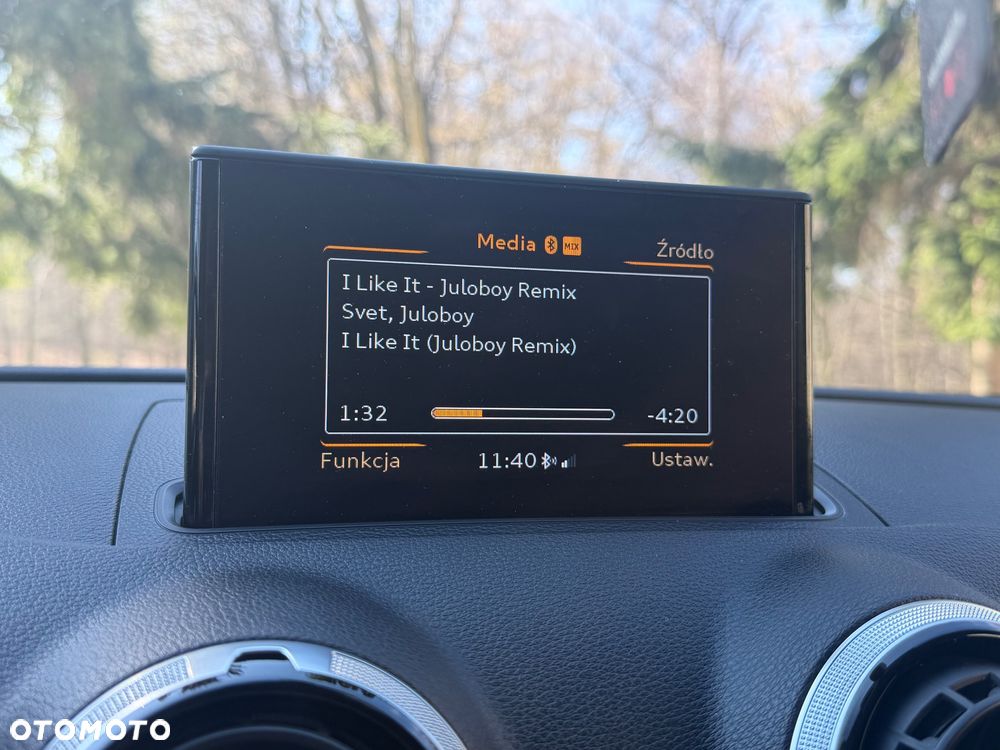 Media MIX
Źródło
I Like It - Juloboy Remix
Svet, Juloboy
I Like It (Juloboy Remix)
1:32 -4:20
Funkcja 11:40 Ustaw.
OTOMOTO